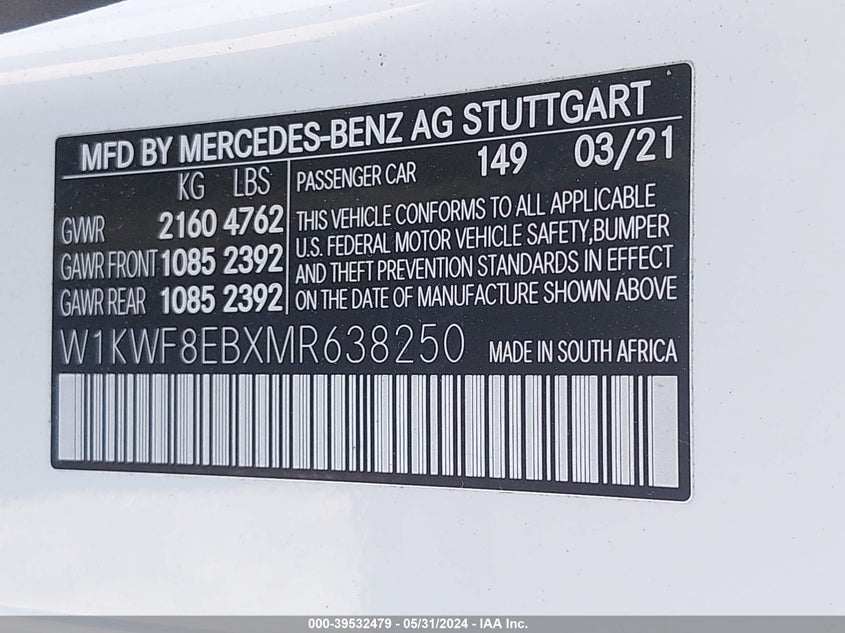 MFD BY MERCEDES-BENZ AG STUTTGART
KG LBS
GVWR 2160 4762
GAWR FRONT 1085 2392
GAWR REAR 1085 2392
PASSENGER CAR 149 03/21
THIS VEHICLE CONFORMS TO ALL APPLICABLE
U.S. FEDERAL MOTOR VEHICLE SAFETY,BUMPER
AND THEFT PREVENTION STANDARDS IN EFFECT
ON THE DATE OF MANUFACTURE SHOWN ABOVE
W1KWF8EBXMR638250 MADE IN SOUTH AFRICA
000-39532479 - 05/31/2024 - IAA Inc.